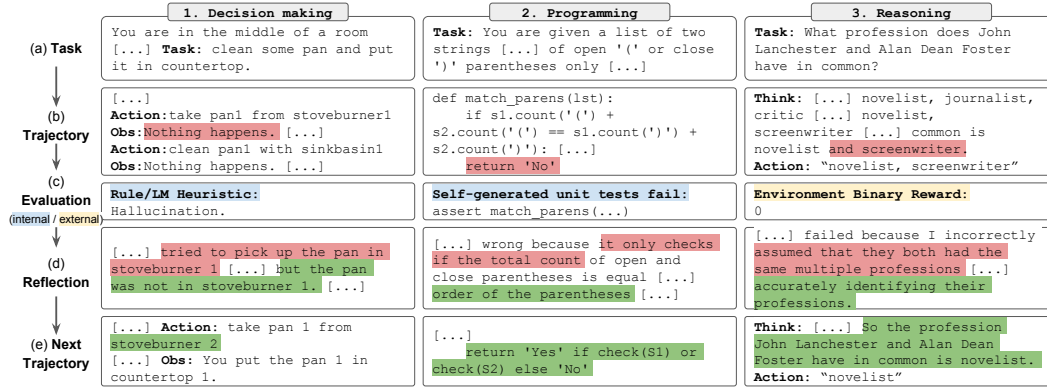 1. Decision making
2. Programming
3. Reasoning
(a) Task
You are in the middle of a room
[...] Task: clean some pan and put
it in countertop.
Task: You are given a list of two
strings [...] of open '(' or close
')' parentheses only [...]
Task: What profession does John
Lanchester and Alan Dean Foster
have in common?
(b)
Trajectory
[...]
Action:take pan1 from stoveburner1
Obs:Nothing happens. [...]
Action:clean pan1 with sinkbasin1
Obs:Nothing happens. [...]
def match_parens(lst):
if s1.count('(') +
s2.count('(') == s1.count(')') +
s2.count(')'): [...]
return 'No'
Think: [...] novelist, journalist,
critic [...] novelist,
screenwriter [...] common is
novelist and screenwriter.
Action: “novelist, screenwriter”
(c)
Evaluation
(internal / external)
Rule/LM Heuristic:
Hallucination.
Self-generated unit tests fail:
assert match_parens(...)
Environment Binary Reward:
0
(d)
Reflection
[...] tried to pick up the pan in
stoveburner 1 [...] but the pan
was not in stoveburner 1. [...]
[...] wrong because it only checks
if the total count of open and
close parentheses is equal [...]
order of the parentheses [...]
[...] failed because I incorrectly
assumed that they both had the
same multiple professions [...]
accurately identifying their
professions.
(e) Next
Trajectory
[...] Action: take pan 1 from
stoveburner 2
[...] Obs: You put the pan 1 in
countertop 1.
[...]
return 'Yes' if check(S1) or
check(S2) else 'No'
Think: [...] So the profession
John Lanchester and Alan Dean
Foster have in common is novelist.
Action: “novelist”